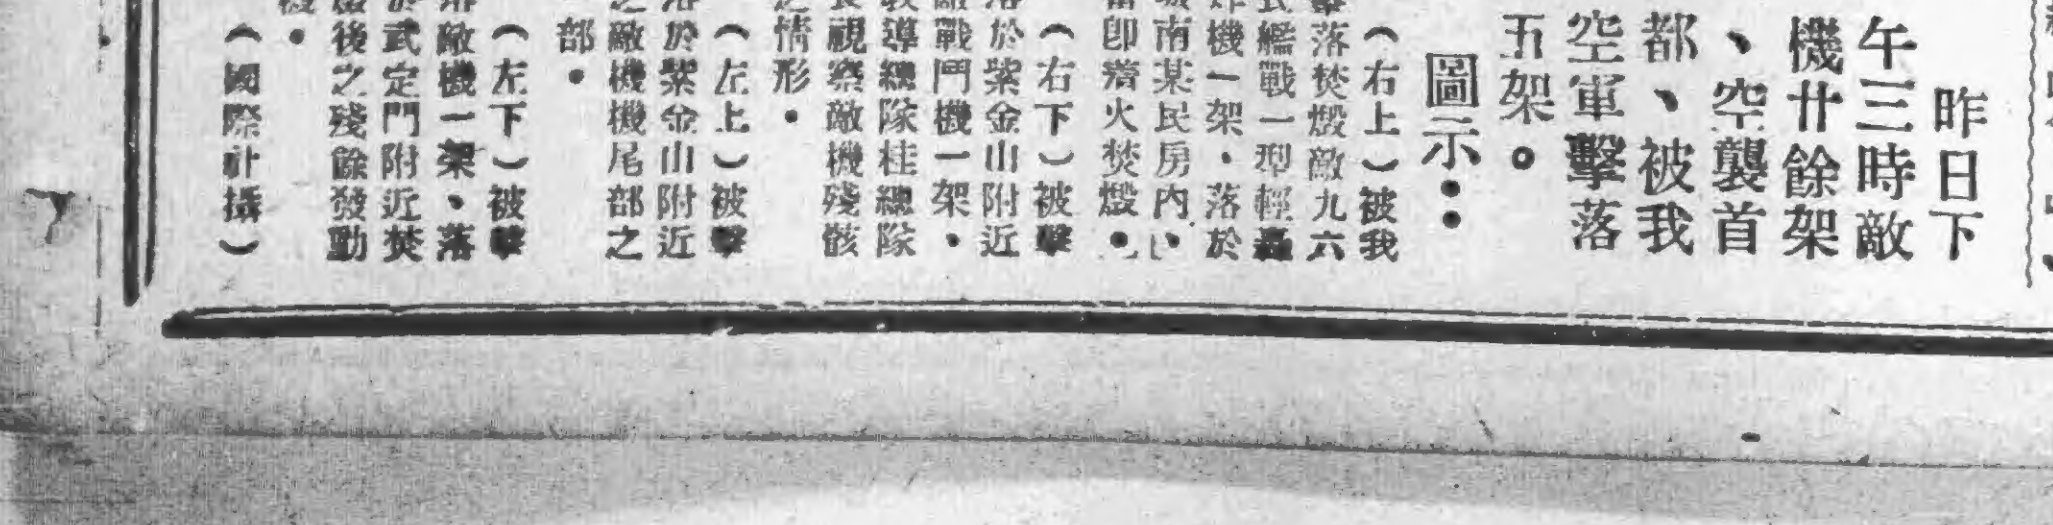 昨日下
午三時敵
機廿餘架
、空襲首
都、被我
空軍擊落
五架。
圖示：
（右上）被我
擊落焚燬敵九六
式艦戰一型輕轟
炸機一架・落於
城南某民房內、
當即着火焚燬・
（右下）被擊
落於紫金山附近
敵戰鬥機一架・
教導總隊桂總隊
長視察敵機殘骸
之情形・
（左上）被擊
落於紫金山附近
之敵機機尾部之
部・
（左下）被擊
落敵機一架、落
於武定門附近焚
燬後之殘餘發動
機・
（國際社攝）